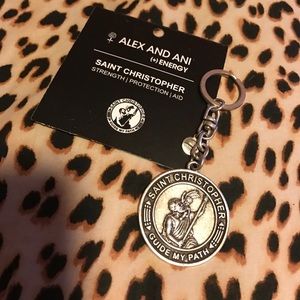 ALEX AND ANI
(+) ENERGY
SAINT CHRISTOPHER
STRENGTH | PROTECTION | AID
SAINT CHRISTOPHER
GUIDE MY PATH